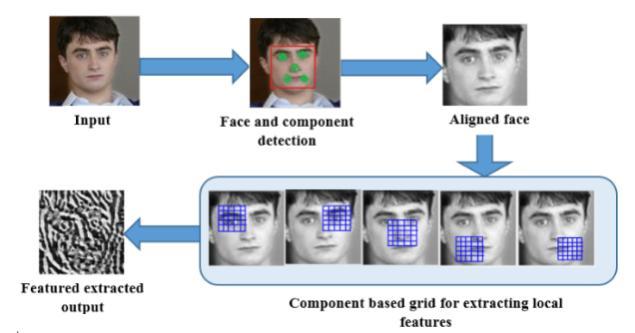 Input
Face and component
detection
Aligned face
Featured extracted
output
Component based grid for extracting local
features